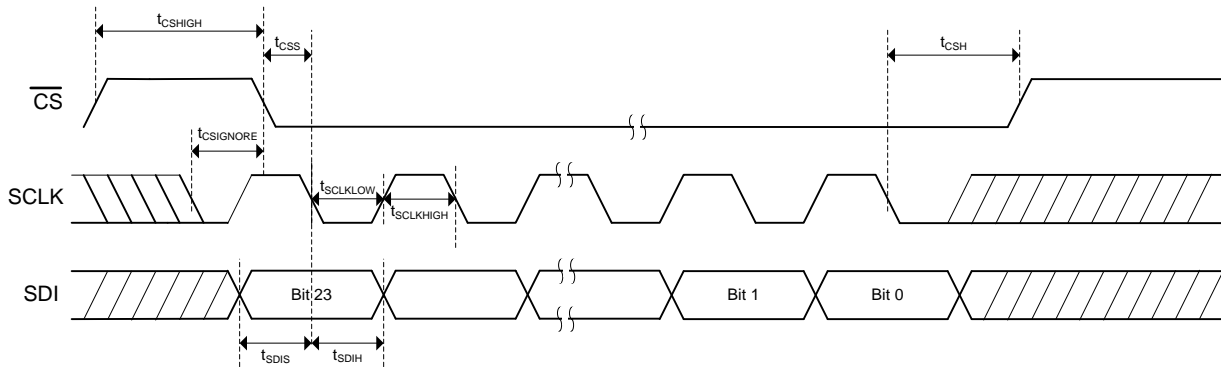 tCSHIGH
tCSS
tCSH
CS
tCSIGNORE
SCLK
tSCLKLOW
tSCLKHIGH
SDI
Bit 23
Bit 1
Bit 0
tSDIS
tSDIH